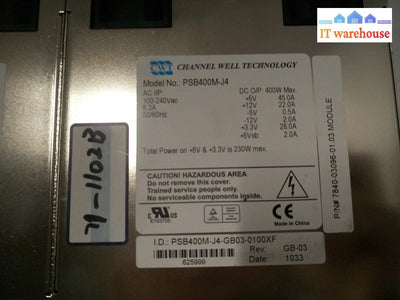 IT warehouse
CWT CHANNEL WELL TECHNOLOGY
Model No.: PSB400M-J4
AC I/P:
100-240Vac
6.3A
50/60Hz
DC O/P: 400W Max.
+5V 45.0A
+12V 22.0A
-5V 0.5A
-12V 2.0A
+3.3V 28.0A
+5Vsb 2.0A
Total Power on +5V & +3.3V is 230W max.
CAUTION! HAZARDOUS AREA
Do not remove this cover.
Trained service people only.
No serviceable components inside.
E193705
Made in China
I.D.: PSB400M-J4-GB03-0100XF
625999
Rev: GB-03
Date: 1033
P/N# 7840-03096-01 03 MODULE
71-1102B